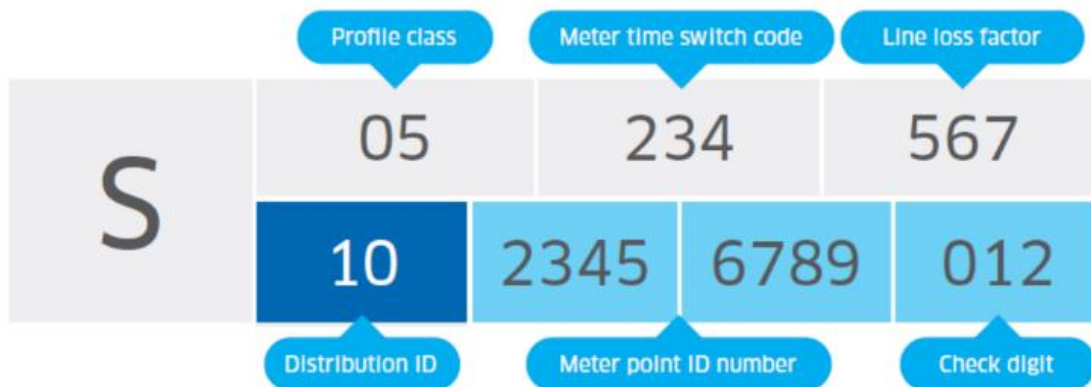 Profile class Meter time switch code Line loss factor
S
05 234 567
10 2345 6789 012
Distribution ID Meter point ID number Check digit